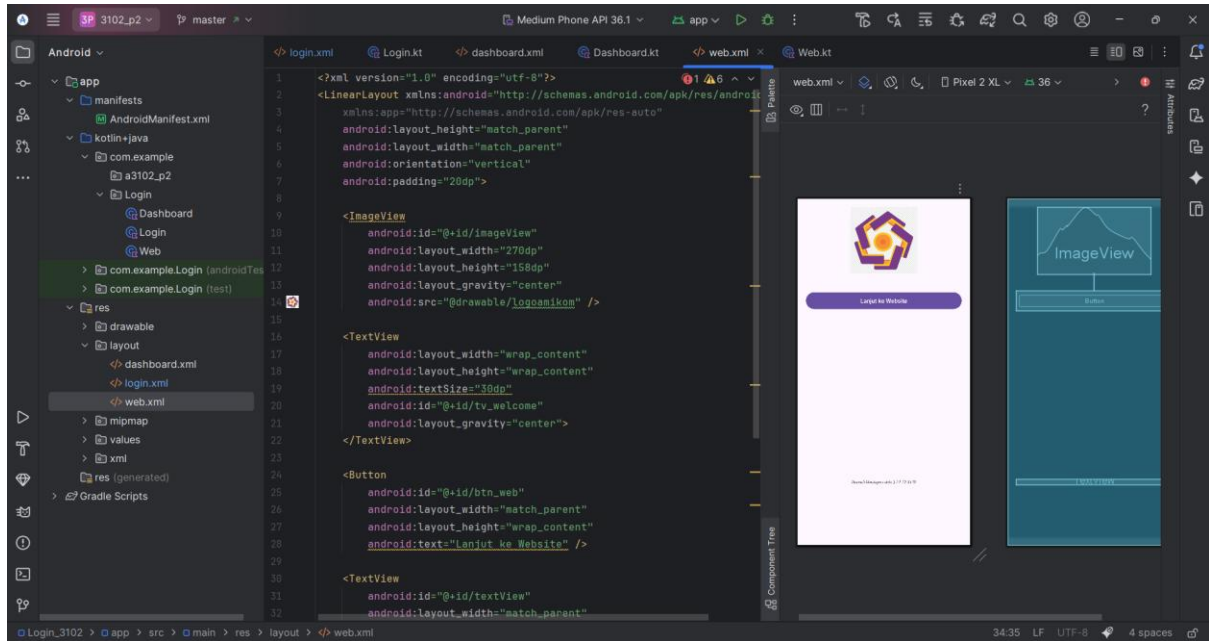 3P 3102_p2 master Medium Phone API 36.1 app
Android login.xml Login.kt dashboard.xml Dashboard.kt web.xml Web.kt
app
manifests
AndroidManifest.xml
kotlin+java
com.example
a3102_p2
Login
Dashboard
Login
Web
com.example.Login (androidTes
com.example.Login (test)
res
drawable
layout
dashboard.xml
login.xml
web.xml
mipmap
values
xml
res (generated)
Gradle Scripts
1 <?xml version="1.0" encoding="utf-8"?>
2 <LinearLayout xmlns:android="http://schemas.android.com/apk/res/android
3 xmlns:app="http://schemas.android.com/apk/res-auto"
4 android:layout_height="match_parent"
5 android:layout_width="match_parent"
6 android:orientation="vertical"
7 android:padding="20dp">
8
9 <ImageView
10 android:id="@+id/imageView"
11 android:layout_width="270dp"
12 android:layout_height="158dp"
13 android:layout_gravity="center"
14 android:src="@drawable/logoamikom" />
15
16 <TextView
17 android:layout_width="wrap_content"
18 android:layout_height="wrap_content"
19 android:textSize="30dp"
20 android:id="@+id/tv_welcome"
21 android:layout_gravity="center">
22 </TextView>
23
24 <Button
25 android:id="@+id/btn_web"
26 android:layout_width="match_parent"
27 android:layout_height="wrap_content"
28 android:text="Lanjut ke Website" />
29
30 <TextView
31 android:id="@+id/textView"
32 android:layout_width="match_parent"
1 6
Palette
Component Tree
web.xml Pixel 2 XL 36
?
Attributes
Lanjut ke Website
ImageView
Button
TextView
Login_3102 > app > src > main > res > layout > web.xml 34:35 LF UTF-8 4 spaces